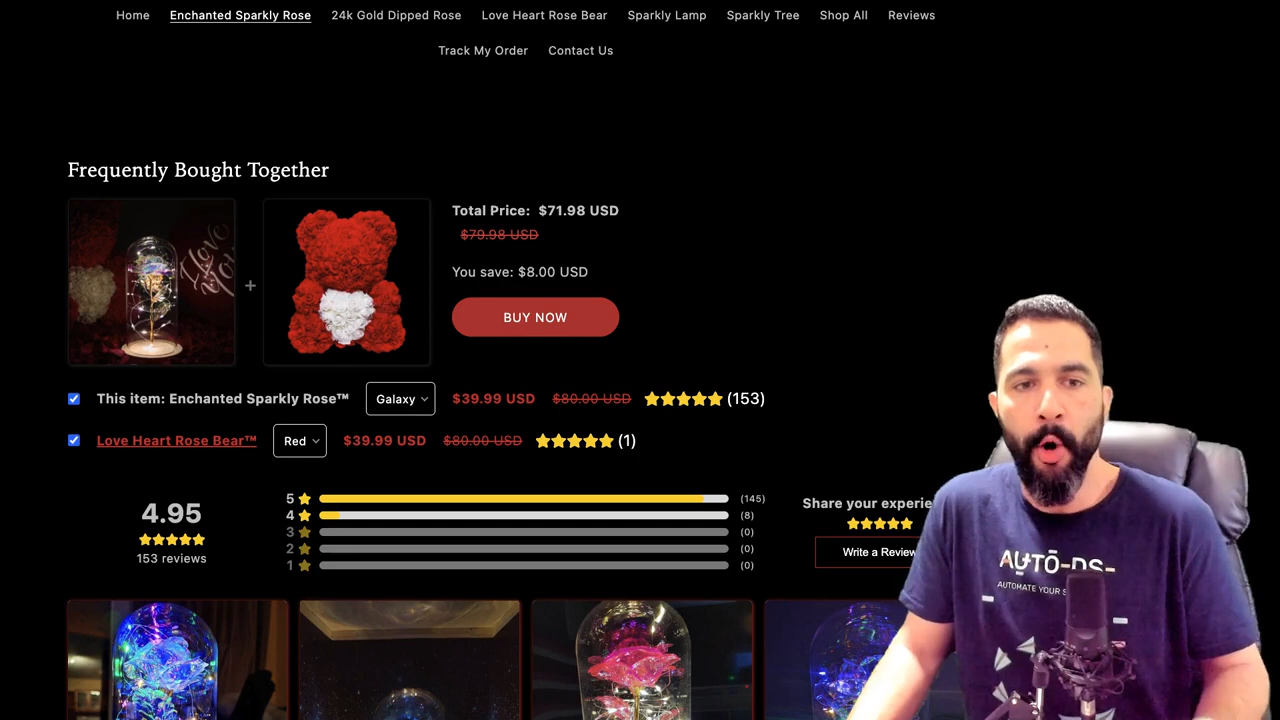 Home Enchanted Sparkly Rose 24k Gold Dipped Rose Love Heart Rose Bear Sparkly Lamp Sparkly Tree Shop All Reviews
Track My Order Contact Us
Frequently Bought Together
I Love You
+
Total Price: $71.98 USD
$79.98 USD
You save: $8.00 USD
BUY NOW
This item: Enchanted Sparkly Rose™ Galaxy $39.99 USD $80.00 USD (153)
Love Heart Rose Bear™ Red $39.99 USD $80.00 USD (1)
4.95
153 reviews
5 (145)
4 (8)
3 (0)
2 (0)
1 (0)
Share your
Write a Review
AUTŌ-DS-
AUTOMATE YOUR